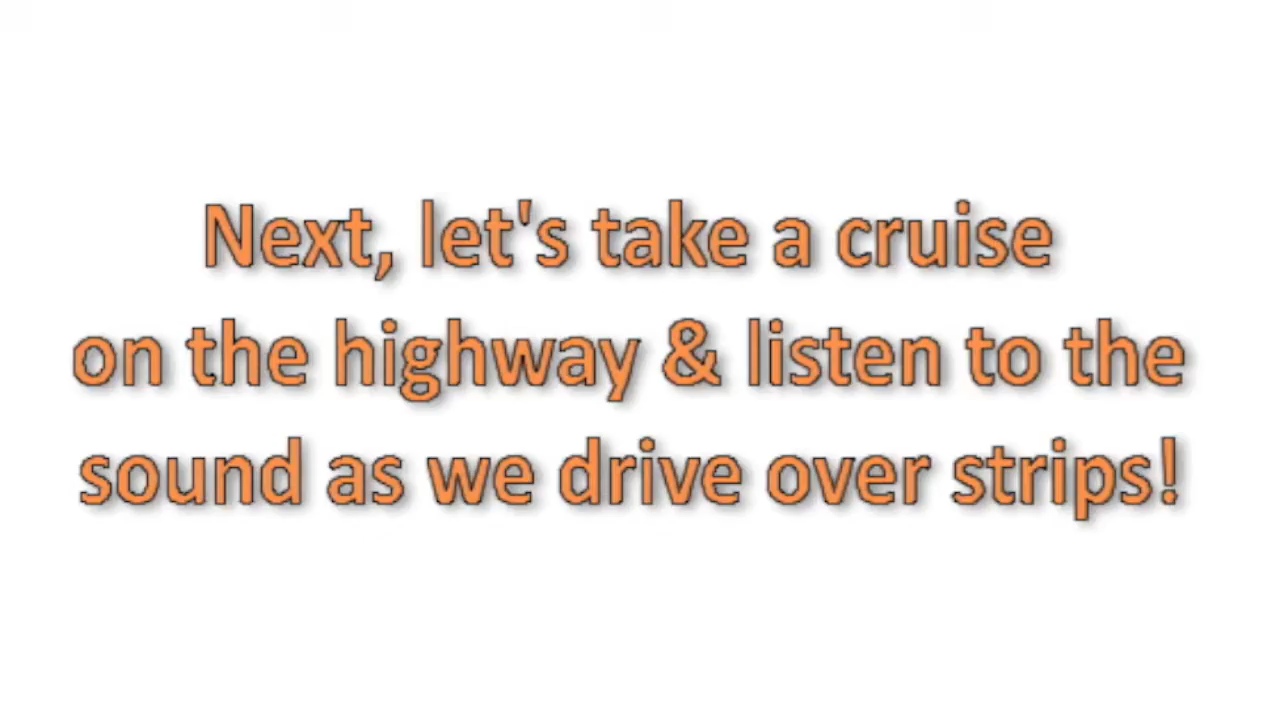 Next, let's take a cruise
on the highway & listen to the
sound as we drive over strips!